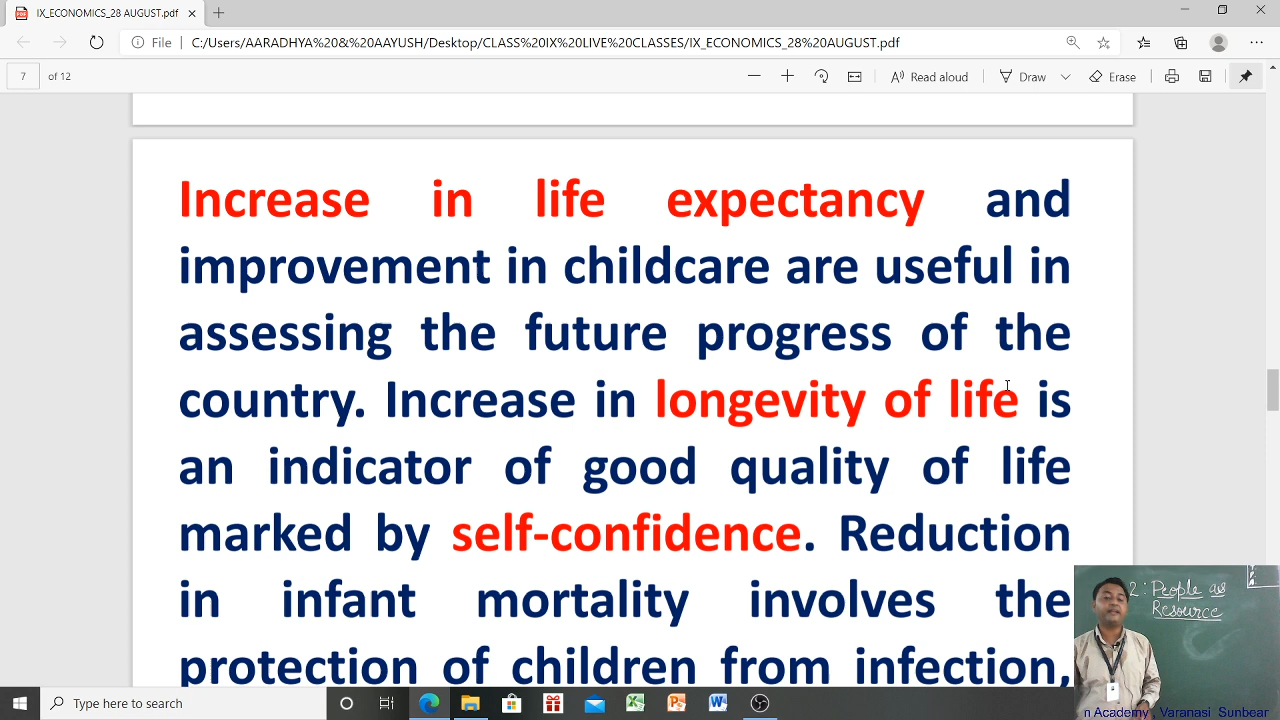 IX_ECONOMICS_28 AUGUST.pdf
File C:/Users/AARADHYA%20&%20AAYUSH/Desktop/CLASS%20IX%20LIVE%20CLASSES/IX_ECONOMICS_28%20AUGUST.pdf
7 of 12 Read aloud Draw Erase
Increase in life expectancy and
improvement in childcare are useful in
assessing the future progress of the
country. Increase in longevity of life is
an indicator of good quality of life
marked by self-confidence. Reduction
in infant mortality involves the
protection of children from infection,
2: People as
Resource
Type here to search
n Academy, Varanasi Sunbear